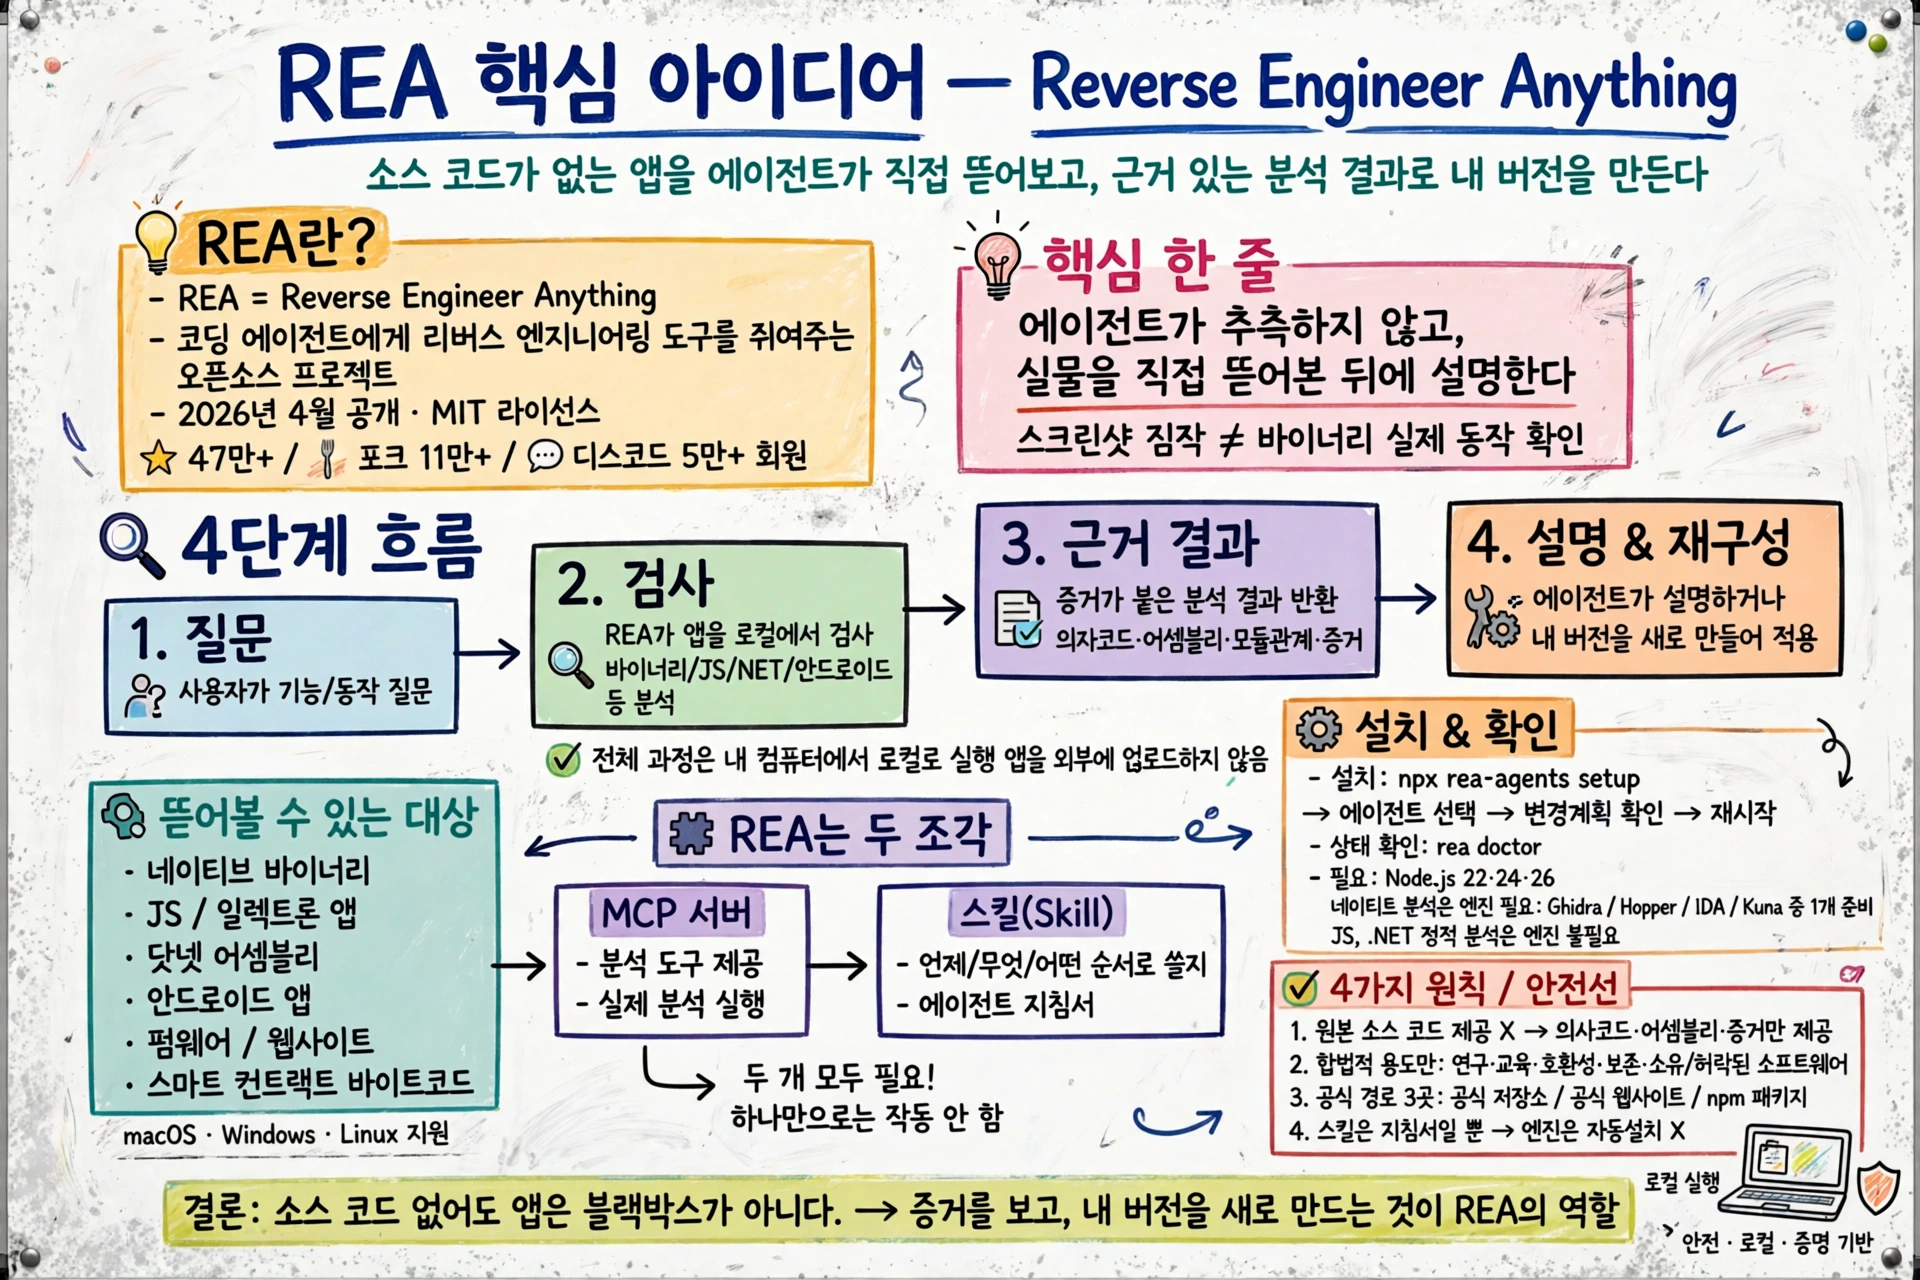 REA 핵심 아이디어 — Reverse Engineer Anything
소스 코드가 없는 앱을 에이전트가 직접 뜯어보고, 근거 있는 분석 결과로 내 버전을 만든다
REA란?
- REA = Reverse Engineer Anything
- 코딩 에이전트에게 리버스 엔지니어링 도구를 쥐여주는
오픈소스 프로젝트
- 2026년 4월 공개 · MIT 라이선스
47만+ / 포크 11만+ / 디스코드 5만+ 회원
핵심 한 줄
에이전트가 추측하지 않고,
실물을 직접 뜯어본 뒤에 설명한다
스크린샷 짐작 ≠ 바이너리 실제 동작 확인
4단계 흐름
1. 질문
사용자가 기능/동작 질문
2. 검사
REA가 앱을 로컬에서 검사
바이너리/JS/NET/안드로이드
등 분석
3. 근거 결과
증거가 붙은 분석 결과 반환
의자코드·어셈블리·모듈관계·증거
4. 설명 & 재구성
에이전트가 설명하거나
내 버전을 새로 만들어 적용
전체 과정은 내 컴퓨터에서 로컬로 실행 앱을 외부에 업로드하지 않음
뜯어볼 수 있는 대상
· 네이티브 바이너리
· JS / 일렉트론 앱
· 닷넷 어셈블리
· 안드로이드 앱
· 펌웨어 / 웹사이트
· 스마트 컨트랙트 바이트코드
macOS · Windows · Linux 지원
REA는 두 조각
MCP 서버
- 분석 도구 제공
- 실제 분석 실행
스킬(Skill)
- 언제/무엇/어떤 순서로 쓸지
- 에이전트 지침서
두 개 모두 필요!
하나만으로는 작동 안 함
설치 & 확인
- 설치: npx rea-agents setup
→ 에이전트 선택 → 변경계획 확인 → 재시작
- 상태 확인: rea doctor
- 필요: Node.js 22·24·26
네이티트 분석은 엔진 필요: Ghidra / Hopper / IDA / Kuna 중 1개 준비
JS, .NET 정적 분석은 엔진 불필요
4가지 원칙 / 안전선
1. 원본 소스 코드 제공 X → 의사코드·어셈블리·증거만 제공
2. 합법적 용도만: 연구·교육·호환성·보존·소유/허락된 소프트웨어
3. 공식 경로 3곳: 공식 저장소 / 공식 웹사이트 / npm 패키지
4. 스킬은 지침서일 뿐 → 엔진은 자동설치 X
로컬 실행
안전 · 로컬 · 증명 기반
결론: 소스 코드 없어도 앱은 블랙박스가 아니다. → 증거를 보고, 내 버전을 새로 만드는 것이 REA의 역할